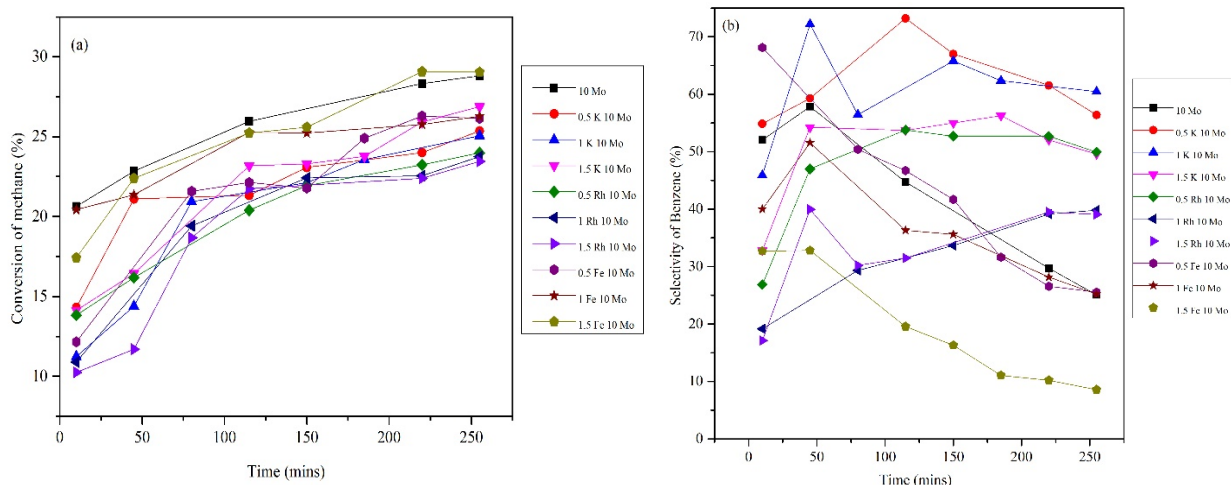 (a)
Conversion of methane (%)
30
25
20
15
10
0 50 100 150 200 250
Time (mins)
10 Mo
0.5 K 10 Mo
1 K 10 Mo
1.5 K 10 Mo
0.5 Rh 10 Mo
1 Rh 10 Mo
1.5 Rh 10 Mo
0.5 Fe 10 Mo
1 Fe 10 Mo
1.5 Fe 10 Mo
(b)
Selectivity of Benzene (%)
70
60
50
40
30
20
10
0
0 50 100 150 200 250
Time (mins)
10 Mo
0.5 K 10 Mo
1 K 10 Mo
1.5 K 10 Mo
0.5 Rh 10 Mo
1 Rh 10 Mo
1.5 Rh 10 Mo
0.5 Fe 10 Mo
1 Fe 10 Mo
1.5 Fe 10 Mo